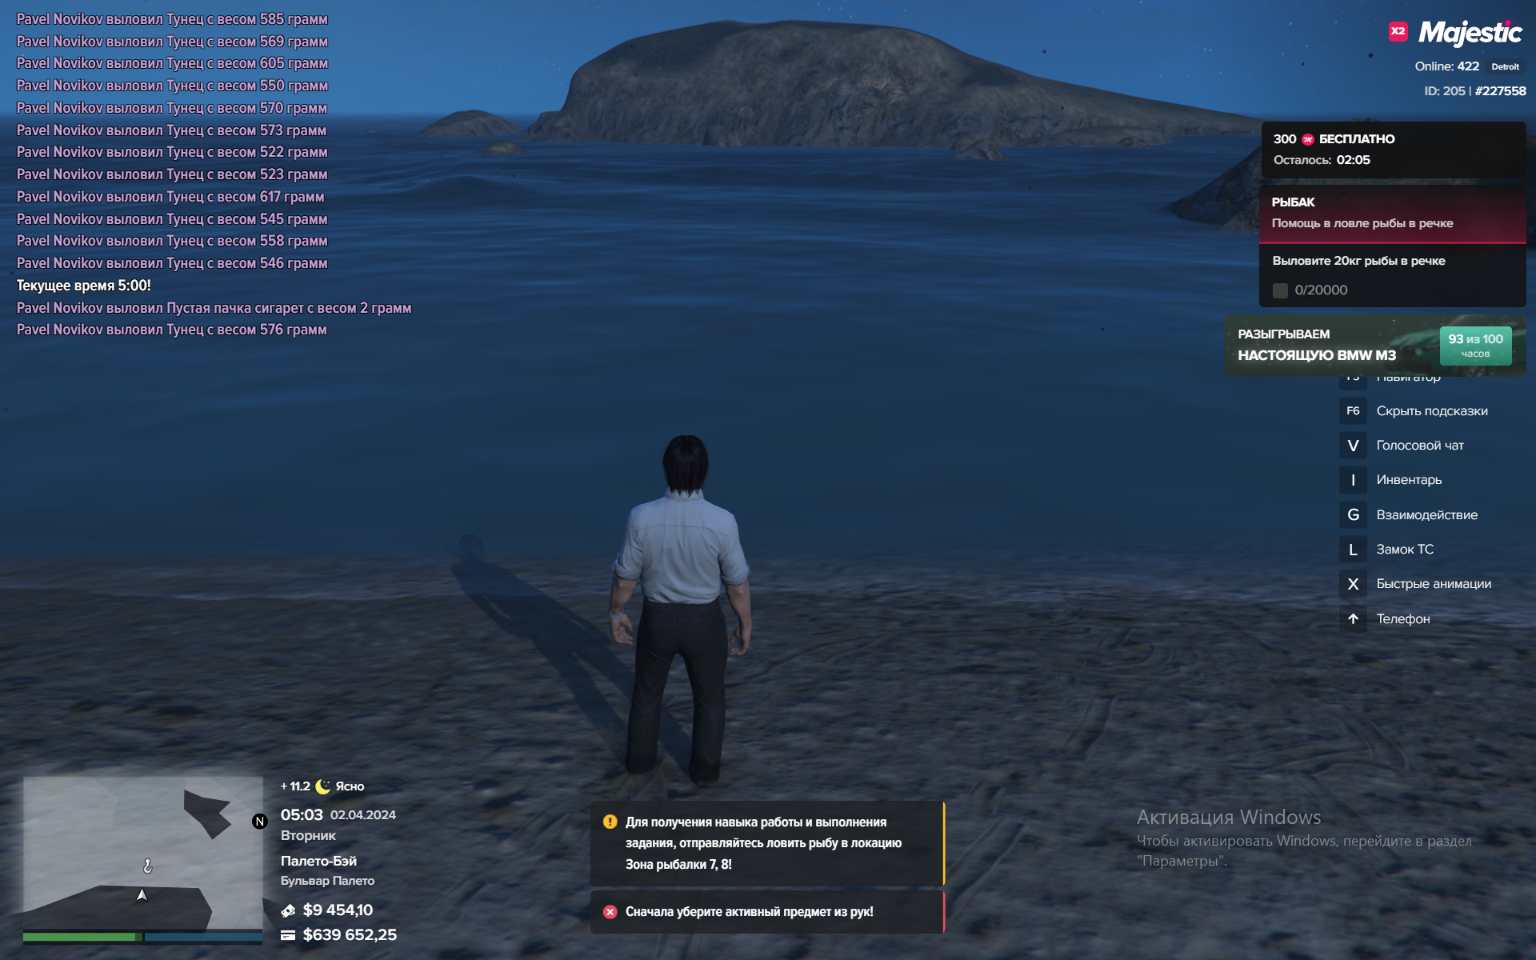 Pavel Novikov выловил Тунец с весом 585 грамм
Pavel Novikov выловил Тунец с весом 569 грамм
Pavel Novikov выловил Тунец с весом 605 грамм
Pavel Novikov выловил Тунец с весом 550 грамм
Pavel Novikov выловил Тунец с весом 570 грамм
Pavel Novikov выловил Тунец с весом 573 грамм
Pavel Novikov выловил Тунец с весом 522 грамм
Pavel Novikov выловил Тунец с весом 523 грамм
Pavel Novikov выловил Тунец с весом 617 грамм
Pavel Novikov выловил Тунец с весом 545 грамм
Pavel Novikov выловил Тунец с весом 558 грамм
Pavel Novikov выловил Тунец с весом 546 грамм
Текущее время 5:00!
Pavel Novikov выловил Пустая пачка сигарет с весом 2 грамм
Pavel Novikov выловил Тунец с весом 576 грамм
X2 Majestic
Online: 422 Detroit
ID: 205 | #227558
300 БЕСПЛАТНО
Осталось: 02:05
РЫБАК
Помощь в ловле рыбы в речке
Выловите 20кг рыбы в речке
0/20000
РАЗЫГРЫВАЕМ
НАСТОЯЩУЮ BMW M3
93 из 100
часов
Навигатор
F6 Скрыть подсказки
V Голосовой чат
I Инвентарь
G Взаимодействие
L Замок ТС
X Быстрые анимации
Телефон
+ 11.2 Ясно
N
05:03 02.04.2024
Вторник
Палето-Бэй
Бульвар Палето
$9 454,10
$639 652,25
Для получения навыка работы и выполнения
задания, отправляйтесь ловить рыбу в локацию
Зона рыбалки 7, 8!
Сначала уберите активный предмет из рук!
Активация Windows
Чтобы активировать Windows, перейдите в раздел
"Параметры".